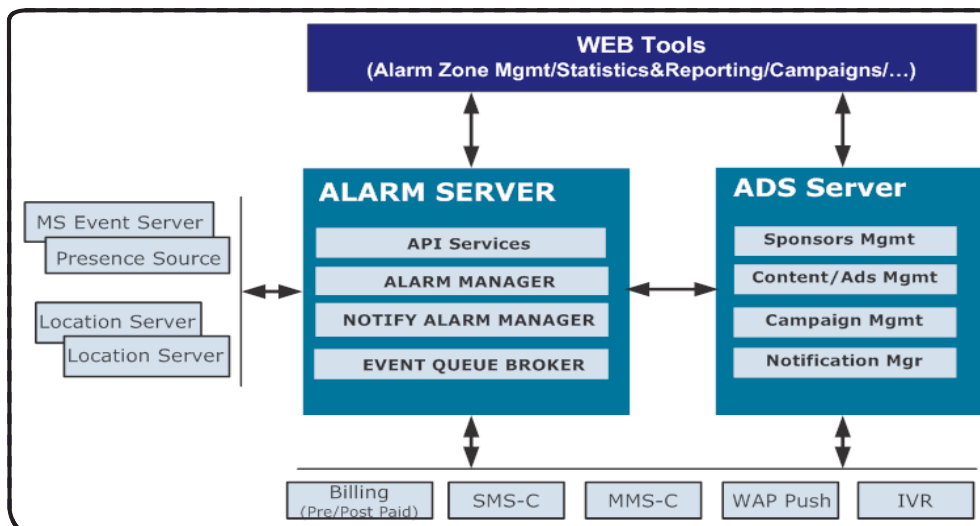 WEB Tools
(Alarm Zone Mgmt/Statistics&Reporting/Campaigns/...)
ALARM SERVER
API Services
ALARM MANAGER
NOTIFY ALARM MANAGER
EVENT QUEUE BROKER
ADS Server
Sponsors Mgmt
Content/Ads Mgmt
Campaign Mgmt
Notification Mgr
MS Event Server
Presence Source
Location Server
Location Server
Billing
(Pre/Post Paid)
SMS-C
MMS-C
WAP Push
IVR